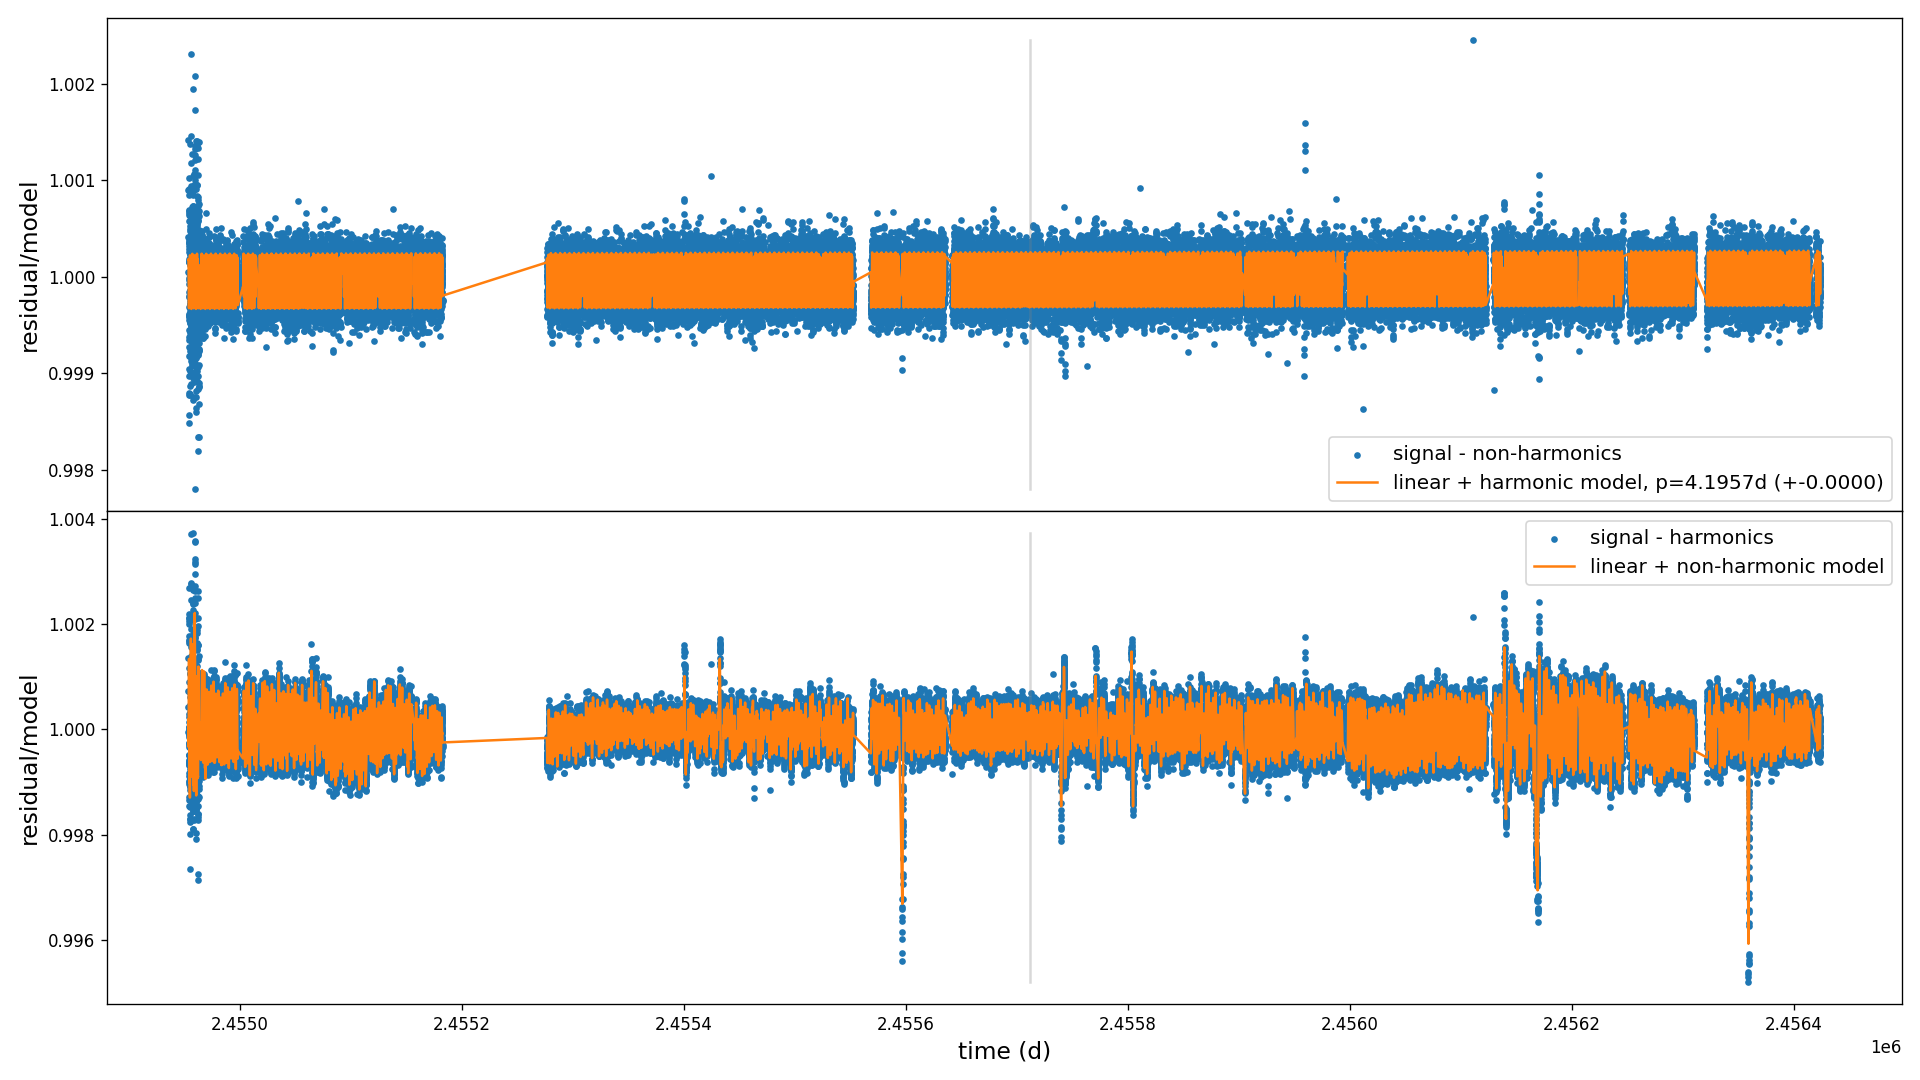 residual/model
1.002
1.001
1.000
0.999
0.998
signal - non-harmonics
linear + harmonic model, p=4.1957d (+-0.0000)
residual/model
1.004
1.002
1.000
0.998
0.996
signal - harmonics
linear + non-harmonic model
2.4550 2.4552 2.4554 2.4556 2.4558 2.4560 2.4562 2.4564
time (d)
1e6